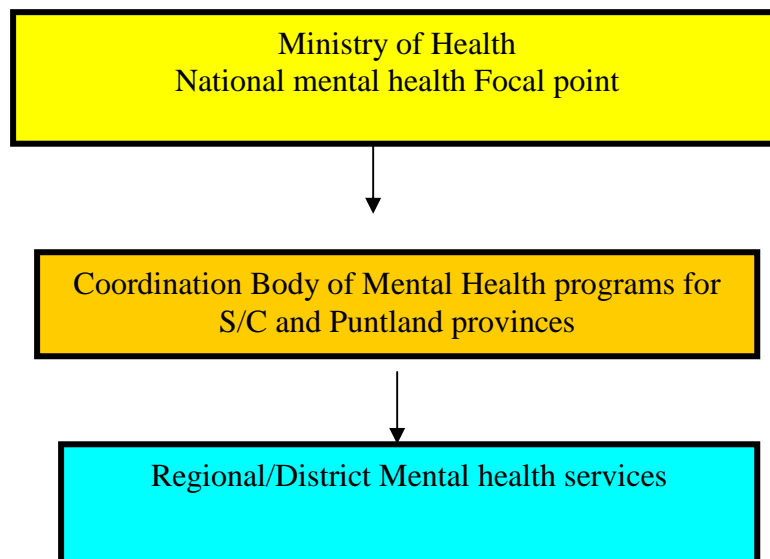 Ministry of Health
National mental health Focal point
Coordination Body of Mental Health programs for
S/C and Puntland provinces
Regional/District Mental health services